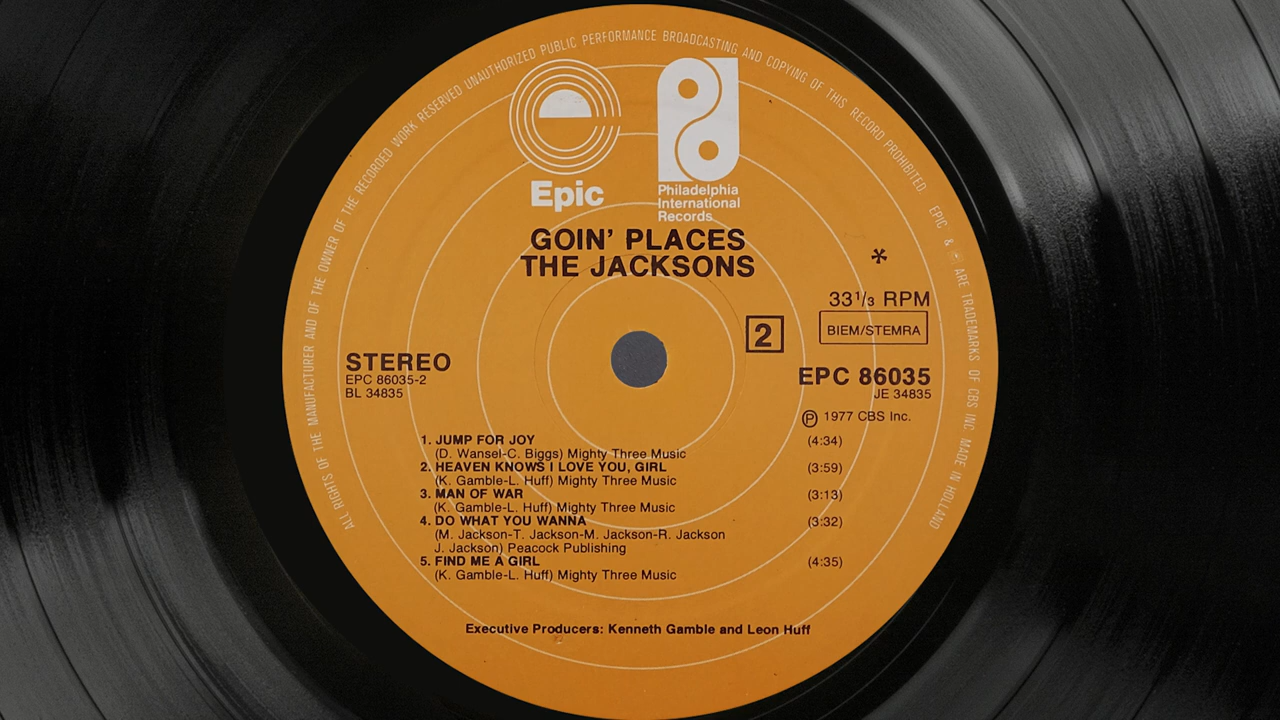 ALL RIGHTS OF THE MANUFACTURER AND OF THE OWNER OF THE RECORDED WORK RESERVED UNAUTHORIZED PUBLIC PERFORMANCE BROADCASTING AND COPYING OF THIS RECORD PROHIBITED EPIC & ℗ ARE TRADEMARKS OF CBS INC. MADE IN HOLLAND
Epic
Philadelphia
International
Records
GOIN' PLACES
THE JACKSONS
*
33⅓ RPM
2
BIEM/STEMRA
STEREO
EPC 86035-2
BL 34835
EPC 86035
JE 34835
℗ 1977 CBS Inc.
1. JUMP FOR JOY (4:34)
(D. Wansel-C. Biggs) Mighty Three Music
2. HEAVEN KNOWS I LOVE YOU, GIRL (3:59)
(K. Gamble-L. Huff) Mighty Three Music
3. MAN OF WAR (3:13)
(K. Gamble-L. Huff) Mighty Three Music
4. DO WHAT YOU WANNA (3:32)
(M. Jackson-T. Jackson-M. Jackson-R. Jackson
J. Jackson) Peacock Publishing
5. FIND ME A GIRL (4:35)
(K. Gamble-L. Huff) Mighty Three Music
Executive Producers: Kenneth Gamble and Leon Huff